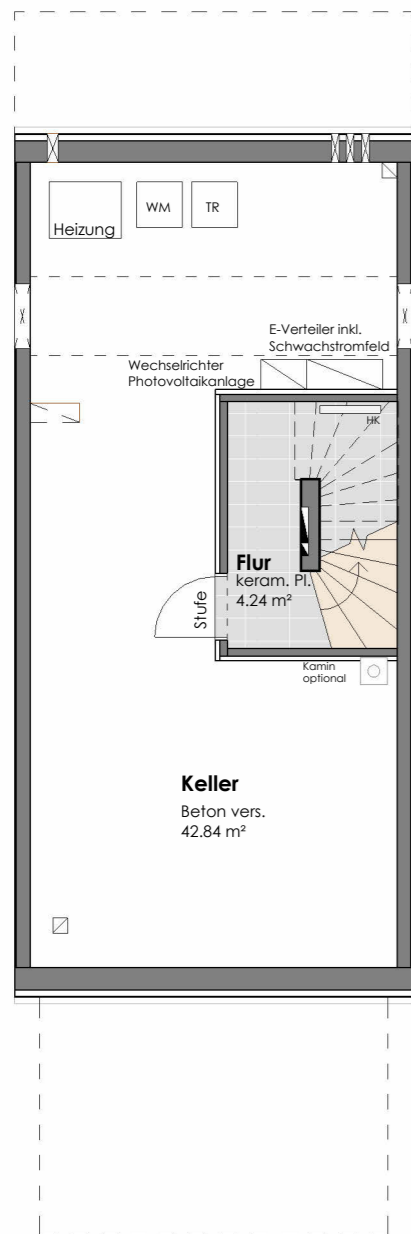 Heizung
WM
TR
E-Verteiler inkl.
Schwachstromfeld
Wechselrichter
Photovoltaikanlage
HK
Flur
keram. Pl.
4.24 m²
Stufe
Kamin
optional
Keller
Beton vers.
42.84 m²